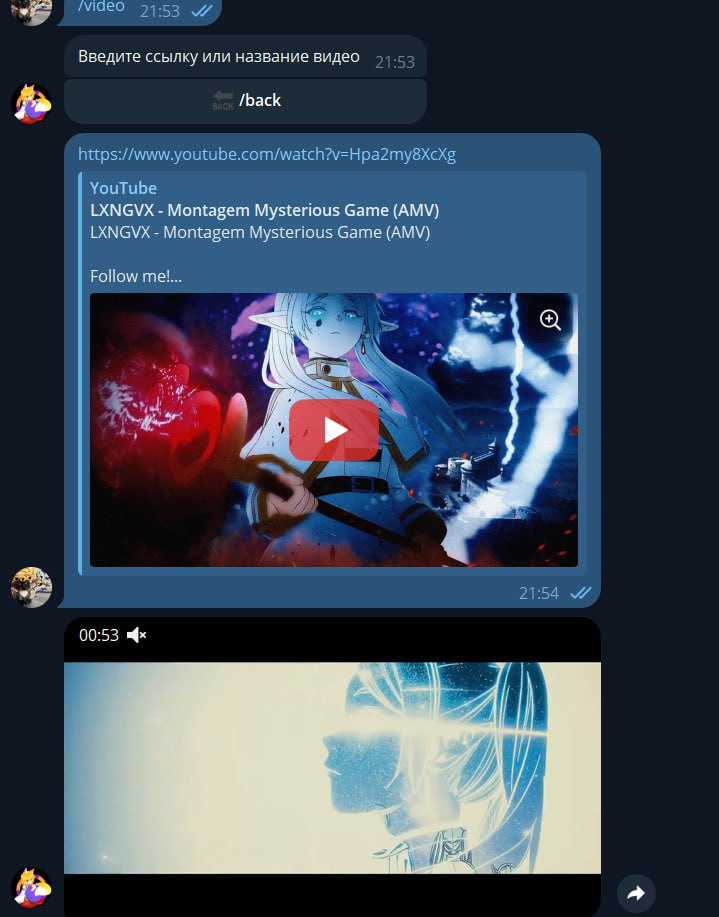 /video
21:53
Введите ссылку или название видео 21:53
BACK /back
https://www.youtube.com/watch?v=Hpa2my8XcXg
YouTube
LXNGVX - Montagem Mysterious Game (AMV)
LXNGVX - Montagem Mysterious Game (AMV)
Follow me!...
21:54
00:53